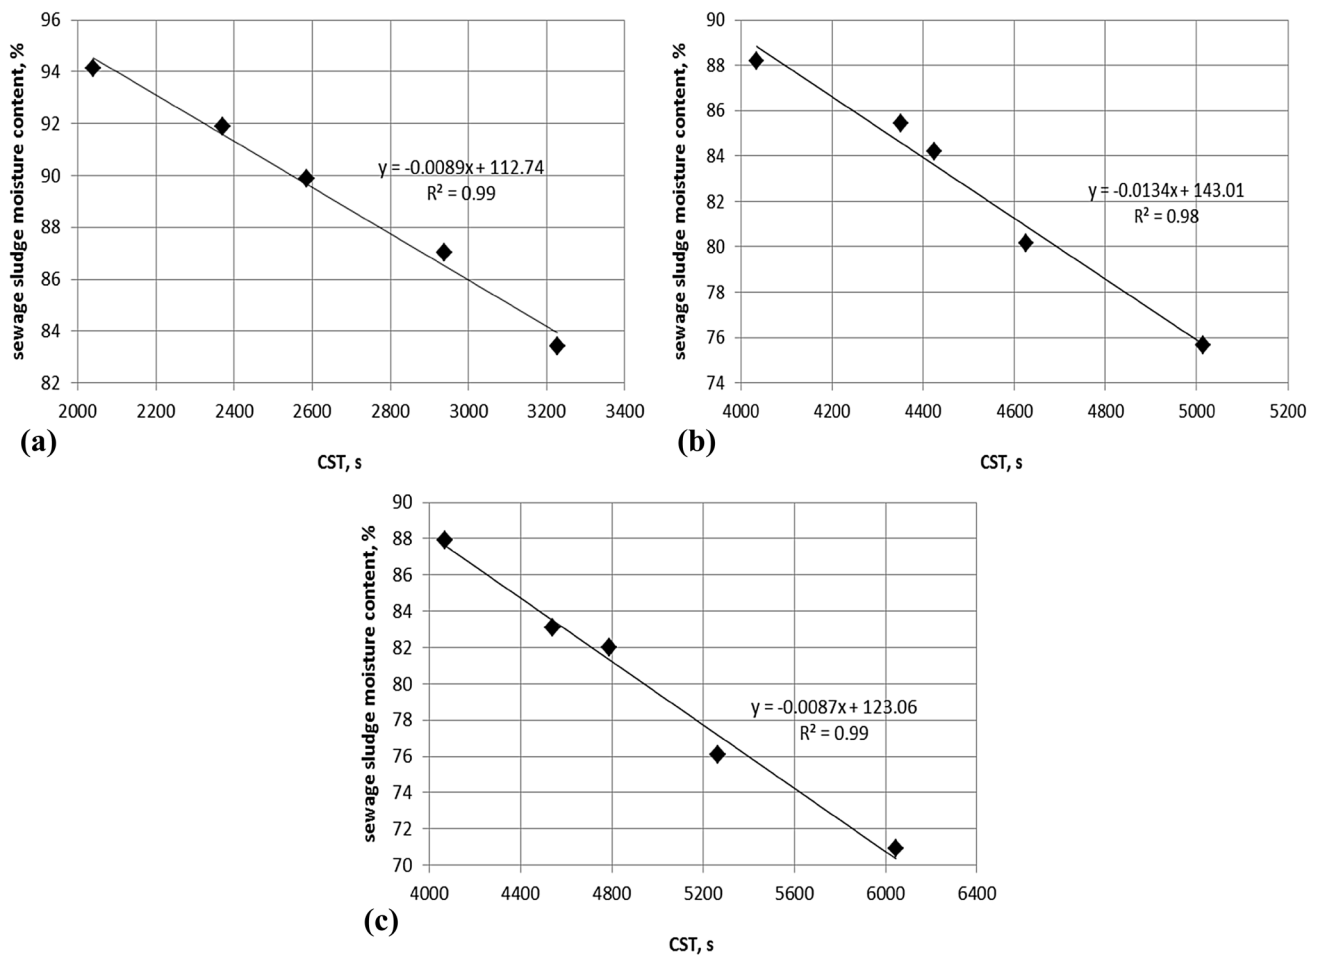 sewage sludge moisture content, %
96
94
92
90
88
86
84
82
y = -0.0089x + 112.74
R² = 0.99
2000 2200 2400 2600 2800 3000 3200 3400
(a)
CST, s
sewage sludge moisture content, %
90
88
86
84
82
80
78
76
74
y = -0.0134x + 143.01
R² = 0.98
4000 4200 4400 4600 4800 5000 5200
(b)
CST, s
sewage sludge moisture content, %
90
88
86
84
82
80
78
76
74
72
70
y = -0.0087x + 123.06
R² = 0.99
4000 4400 4800 5200 5600 6000 6400
(c)
CST, s